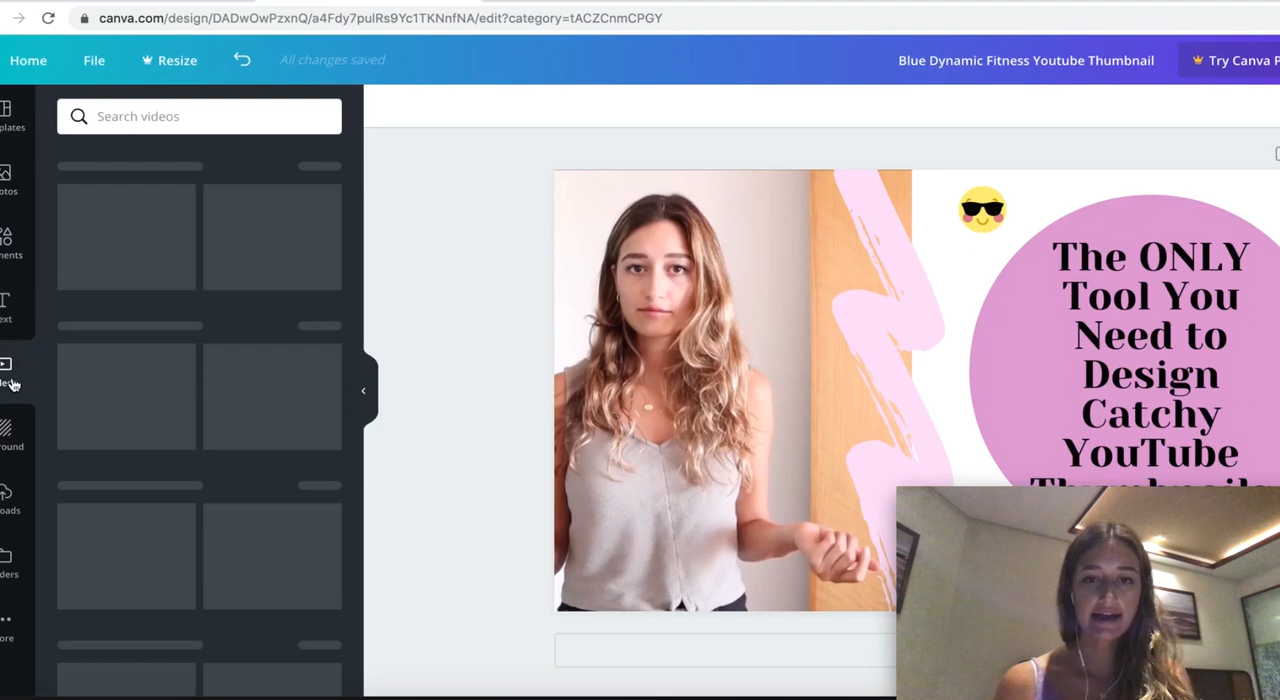 canva.com/design/DADwOwPzxnQ/a4Fdy7pulRs9Yc1TKNnfNA/edit?category=tACZCnmCPGY
Home File Resize All changes saved Blue Dynamic Fitness Youtube Thumbnail Try Canva P
Search videos
plates
otos
ments
ext
round
oads
ders
ore
The ONLY
Tool You
Need to
Design
Catchy
YouTube